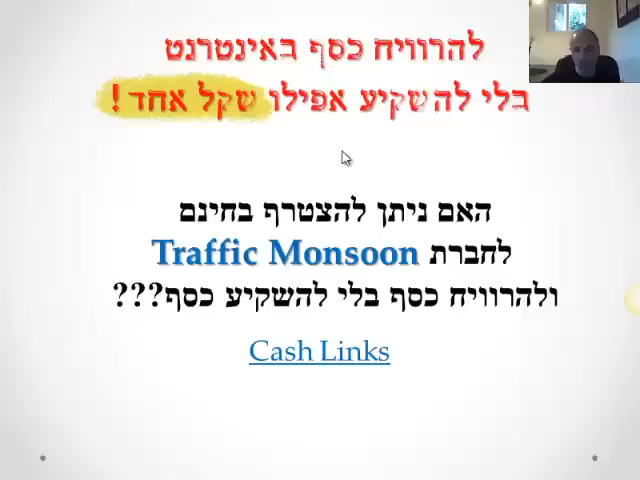 להרוויח כסף באינטרנט
בלי להשקיע אפילו שקל אחד!
האם ניתן להצטרף בחינם
לחברת Traffic Monsoon
ולהרוויח כסף בלי להשקיע כסף???
Cash Links